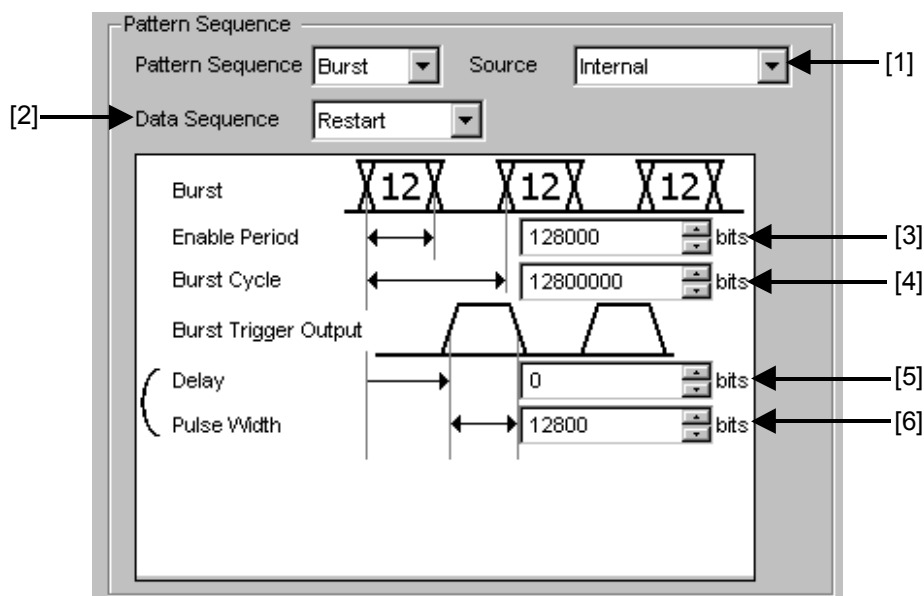 Pattern Sequence
Pattern Sequence Burst Source Internal [1]
[2] Data Sequence Restart
Burst 12 12 12
Enable Period 128000 bits [3]
Burst Cycle 12800000 bits [4]
Burst Trigger Output
Delay 0 bits [5]
Pulse Width 12800 bits [6]